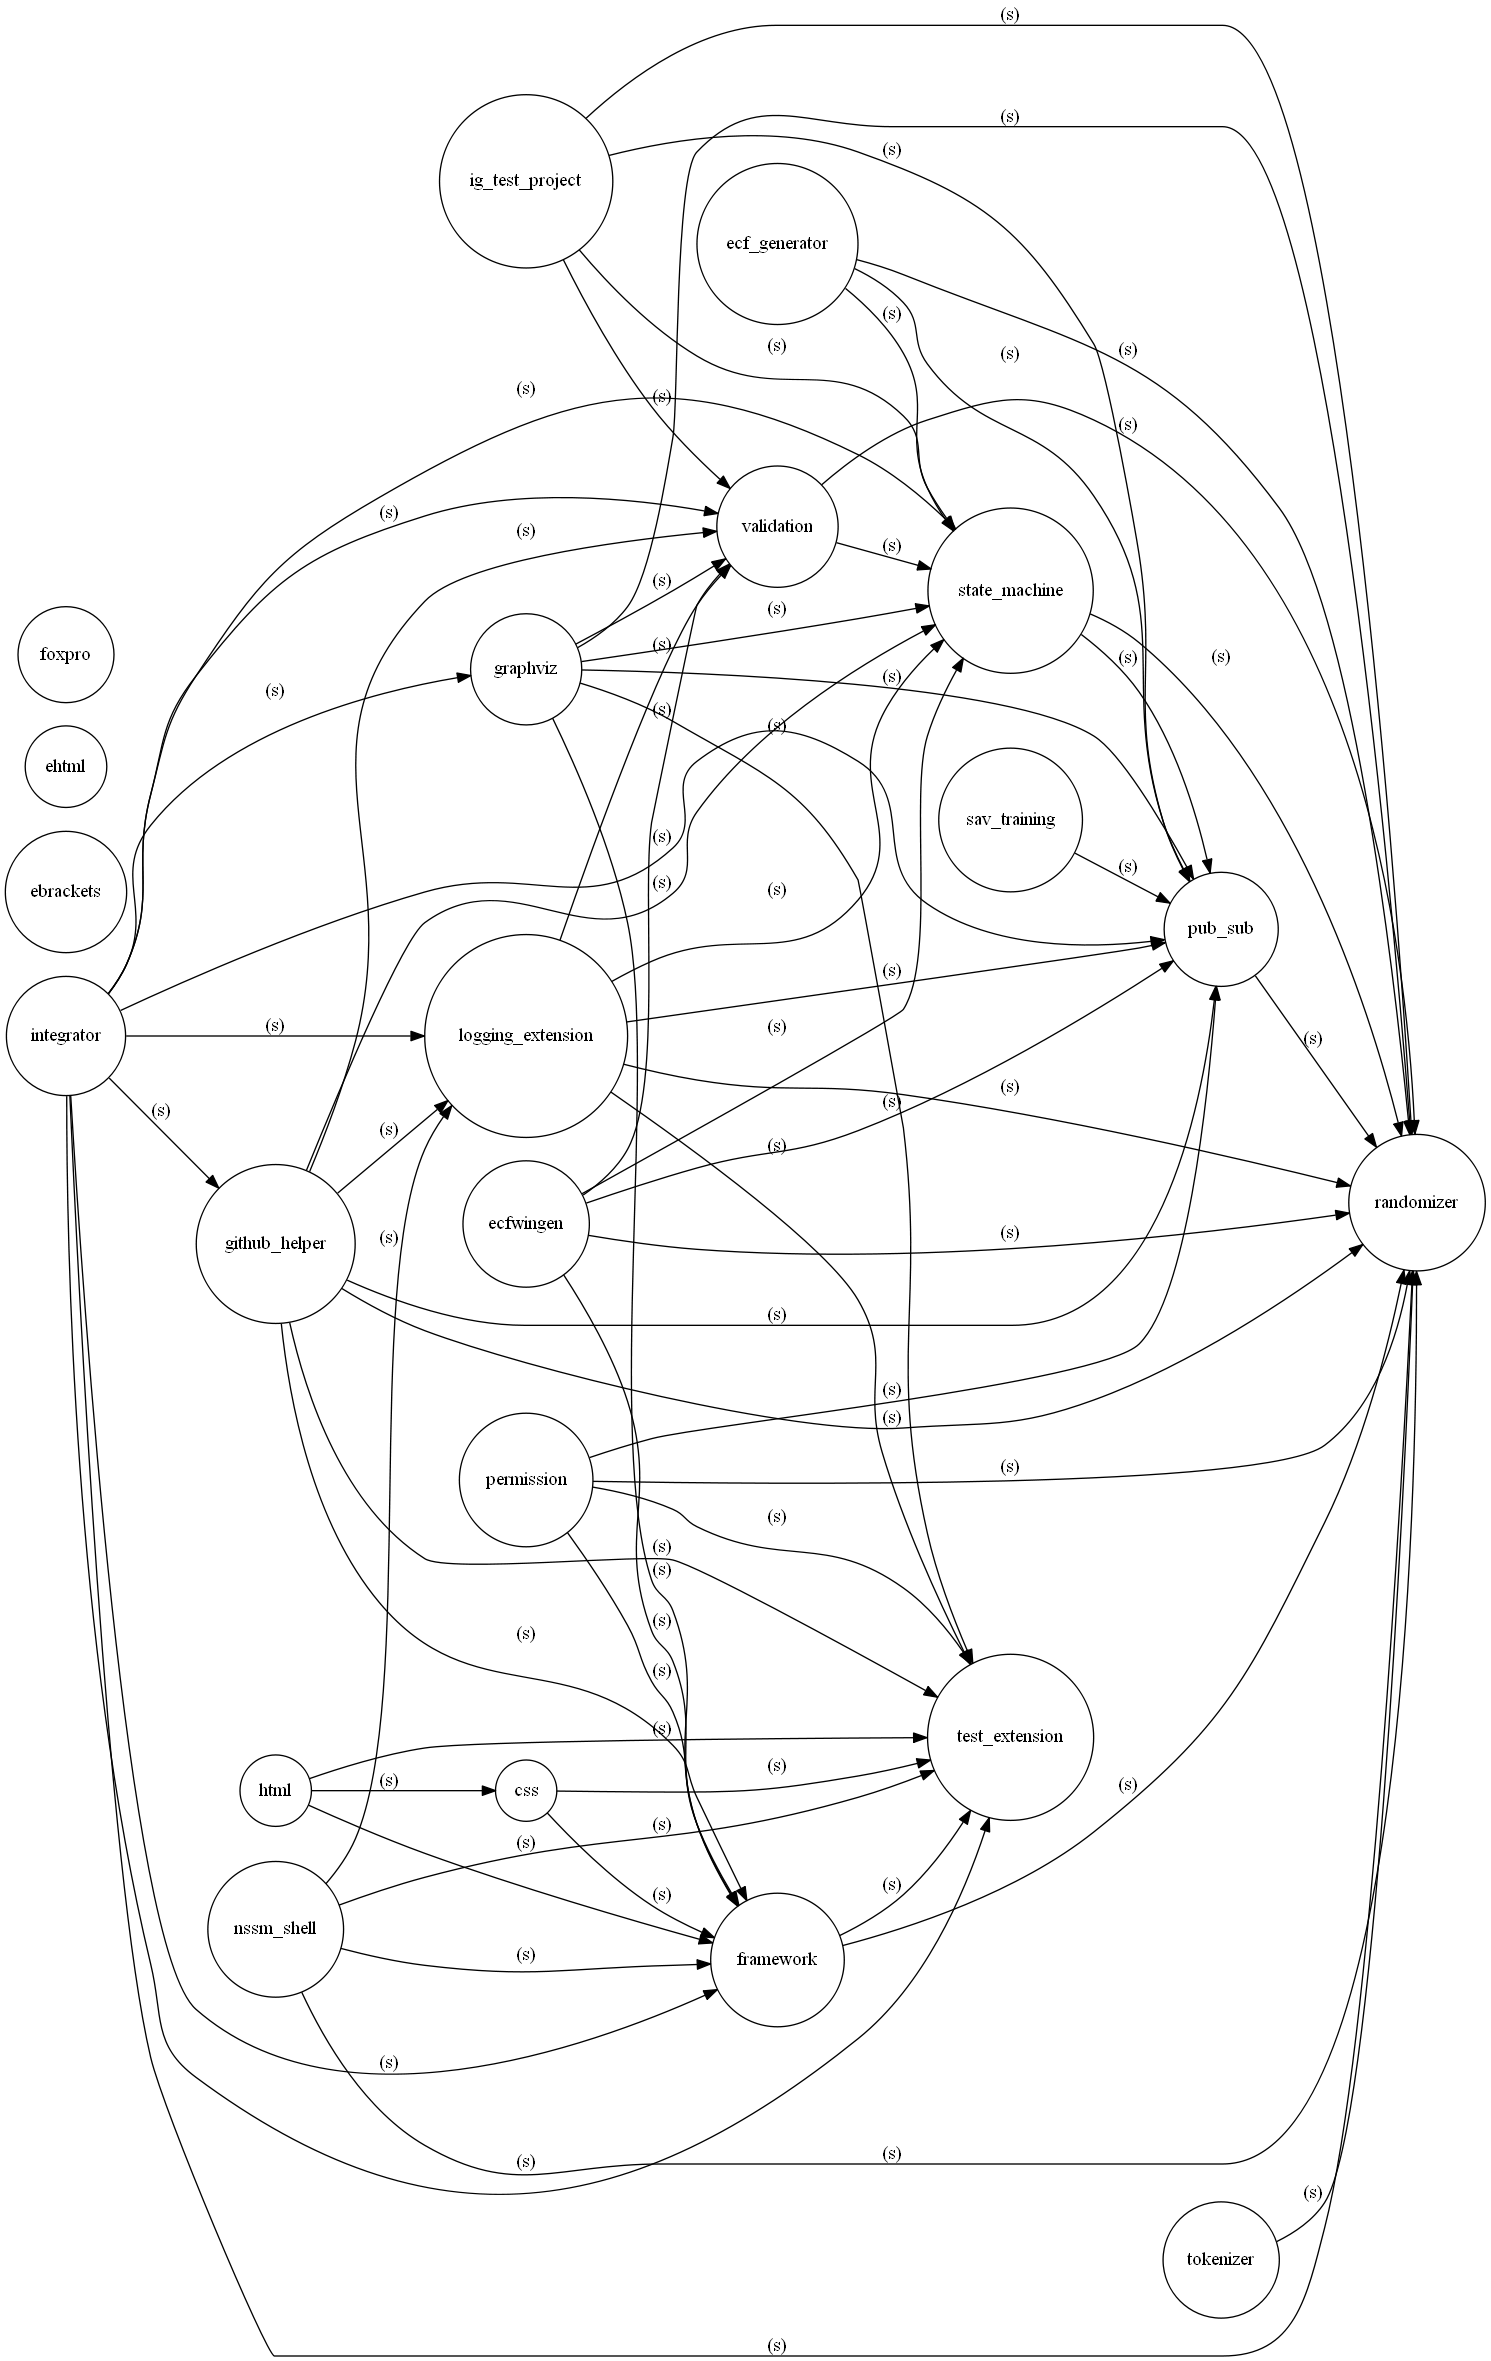 (s)
(s)
(s)
ig_test_project
ecf_generator
(s)
(s)
(s)
(s)
(s)
(s)
(s)
(s)
(s)
validation
(s)
(s)
(s)
(s)
state_machine
(s)
(s)
foxpro
(s)
(s)
graphviz
(s)
(s)
(s)
(s)
ehtml
sav_training
(s)
(s)
(s)
ebrackets
(s)
pub_sub
(s)
(s)
(s)
integrator
logging_extension
(s)
(s)
(s)
(s)
(s)
(s)
randomizer
ecfwingen
(s)
(s)
github_helper
(s)
(s)
(s)
(s)
permission
(s)
(s)
(s)
(s)
(s)
(s)
(s)
test_extension
(s)
(s)
(s)
html
css
(s)
(s)
(s)
(s)
nssm_shell
(s)
framework
(s)
(s)
(s)
(s)
tokenizer
(s)